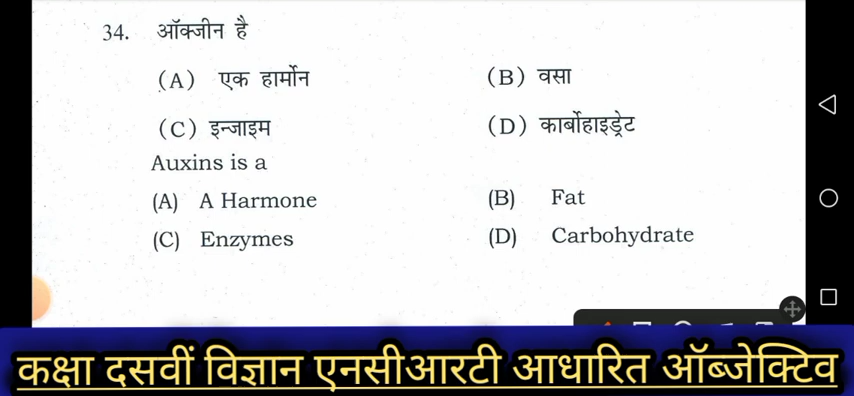 34. ऑक्जीन है
(A) एक हार्मोन (B) वसा
(C) इन्जाइम (D) कार्बोहाइड्रेट
Auxins is a
(A) A Harmone (B) Fat
(C) Enzymes (D) Carbohydrate
कक्षा दसवीं विज्ञान एनसीआरटी आधारित ऑब्जेक्टिव